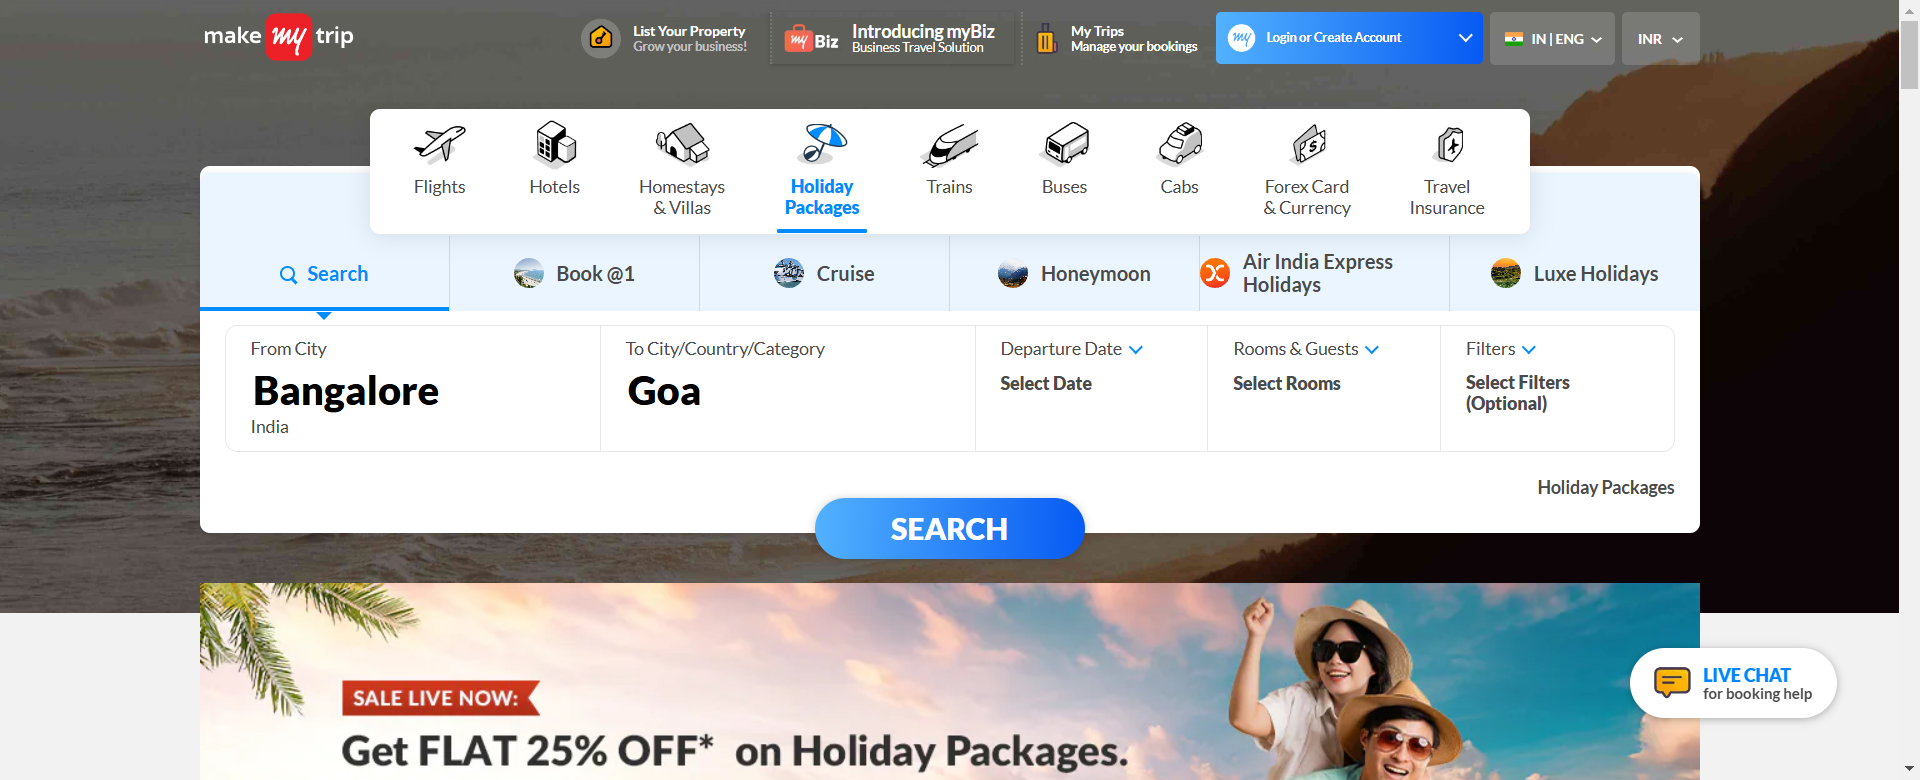 make my trip
List Your Property
Grow your business!
my Biz
Introducing myBiz
Business Travel Solution
My Trips
Manage your bookings
my
Login or Create Account
IN | ENG
INR
Flights
Hotels
Homestays
& Villas
Holiday
Packages
Trains
Buses
Cabs
Forex Card
& Currency
Travel
Insurance
Search
Book @1
Cruise
Honeymoon
Air India Express
Holidays
Luxe Holidays
From City
Bangalore
India
To City/Country/Category
Goa
Departure Date
Select Date
Rooms & Guests
Select Rooms
Filters
Select Filters
(Optional)
Holiday Packages
SEARCH
SALE LIVE NOW:
Get FLAT 25% OFF* on Holiday Packages.
LIVE CHAT
for booking help